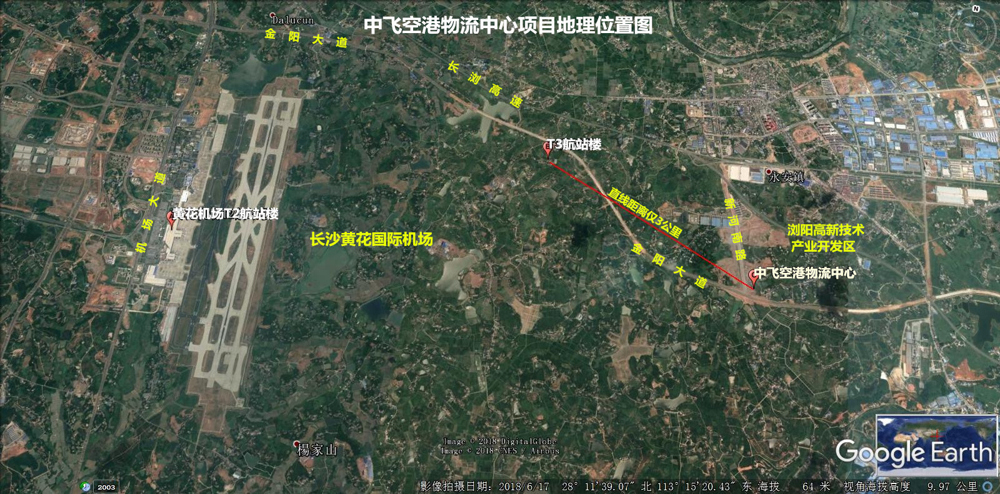 中飞空港物流中心项目地理位置图
N
Dalucun
金阳大道
长浏高速
T3航站楼
永安镇
机场大道
黄花机场T2航站楼
直线距离仅3公里
新河南路
长沙黄花国际机场
浏阳高新技术
产业开发区
金阳大道
中飞空港物流中心
楊家山
Image © 2018 DigitalGlobe
Image © 2018 CNES / Airbus
Google Earth
2003
影像拍摄日期: 2018/6/17 28° 11′39.07″ 北 113° 15′20.43″ 东 海拔 64 米 视角海拔高度 9.97 公里